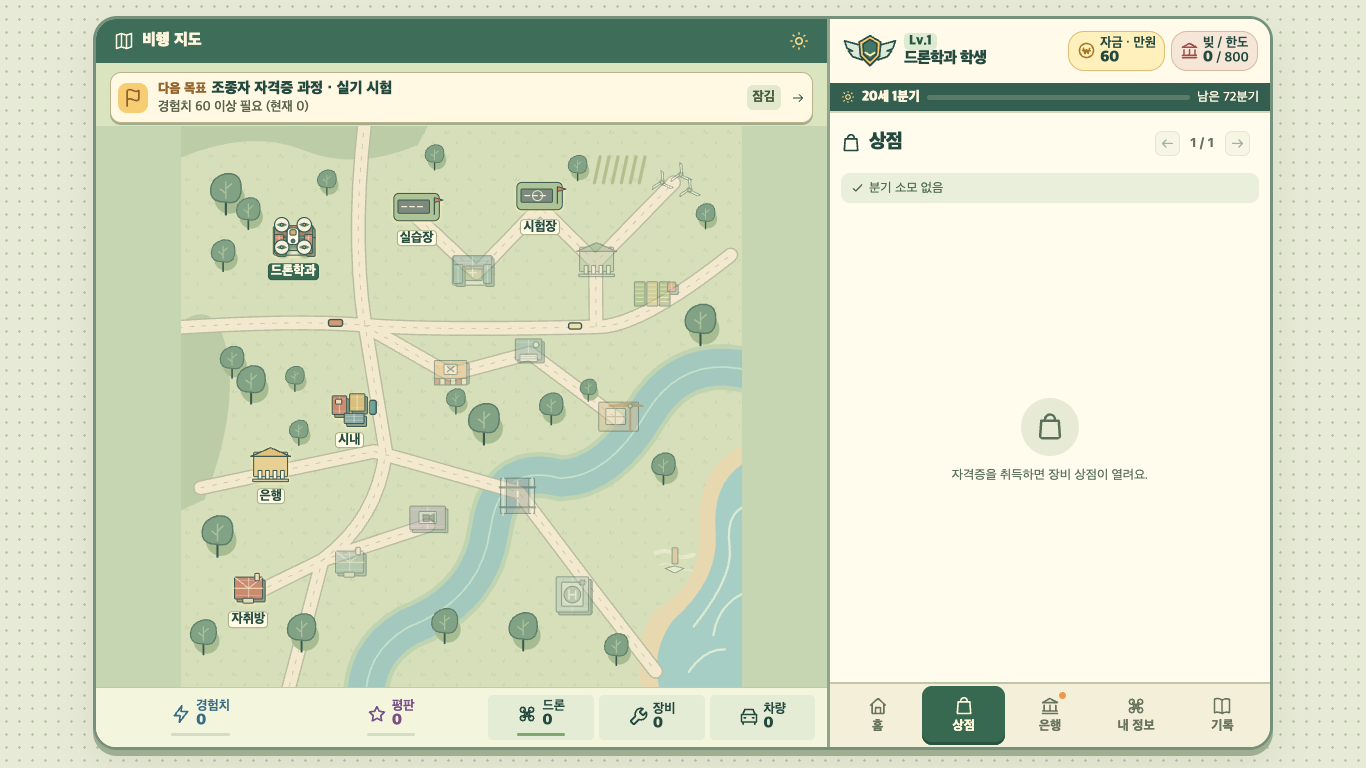 비행 지도
다음 목표 조종자 자격증 과정 · 실기 시험
경험치 60 이상 필요 (현재 0)
잠김
실습장
시험장
드론학과
시내
은행
자취방
H
경험치
0
평판
0
드론
0
장비
0
차량
0
Lv.1
드론학과 학생
자금 · 만원
60
빚 / 한도
0 / 800
20세 1분기
남은 72분기
상점
1 / 1
분기 소모 없음
자격증을 취득하면 장비 상점이 열려요.
홈
상점
은행
내 정보
기록